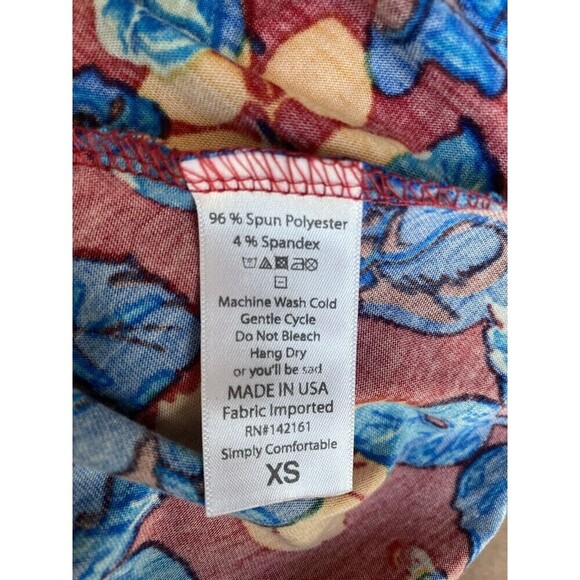 96 % Spun Polyester
4 % Spandex
Machine Wash Cold
Gentle Cycle
Do Not Bleach
Hang Dry
or you'll be sad
MADE IN USA
Fabric Imported
RN#142161
Simply Comfortable
XS